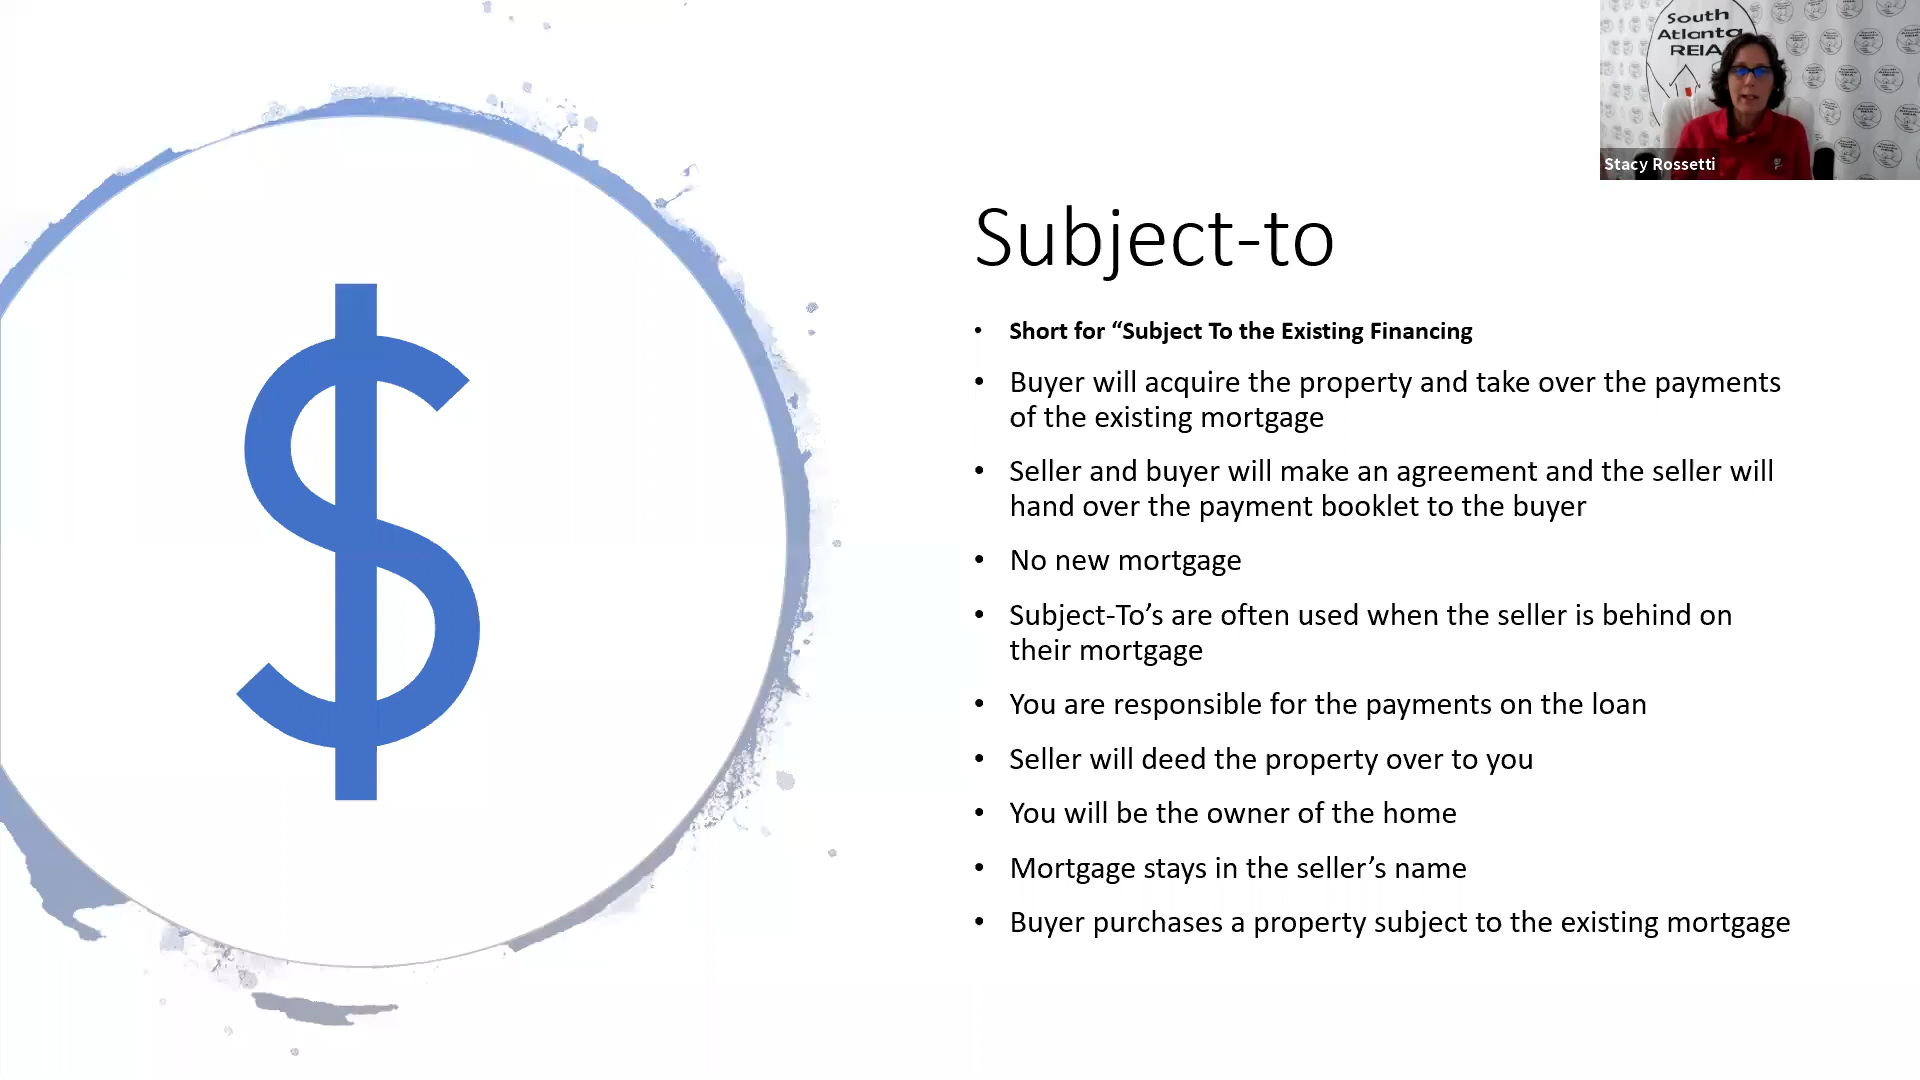 South
Atlanta
REIA
Stacy Rossetti
Subject-to
• Short for “Subject To the Existing Financing
• Buyer will acquire the property and take over the payments
of the existing mortgage
• Seller and buyer will make an agreement and the seller will
hand over the payment booklet to the buyer
• No new mortgage
• Subject-To’s are often used when the seller is behind on
their mortgage
• You are responsible for the payments on the loan
• Seller will deed the property over to you
• You will be the owner of the home
• Mortgage stays in the seller’s name
• Buyer purchases a property subject to the existing mortgage